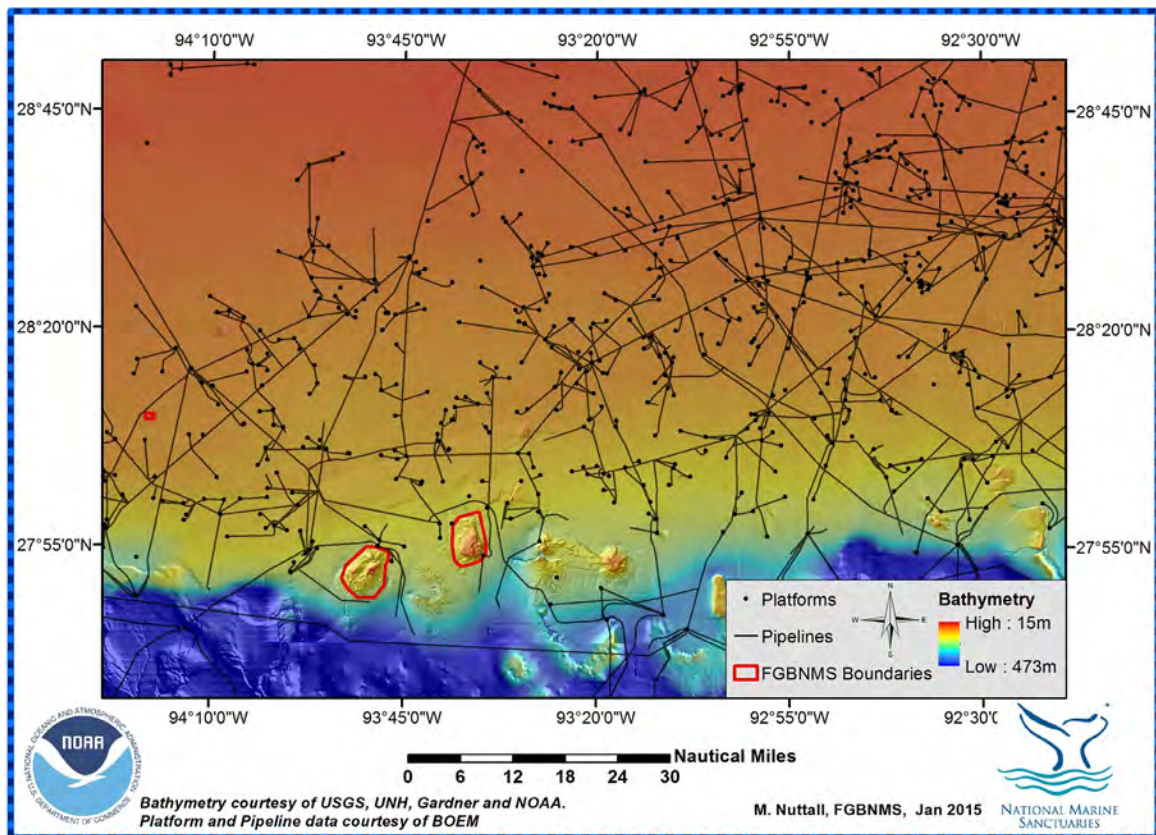 94°10'0"W 93°45'0"W 93°20'0"W 92°55'0"W 92°30'0"W
28°45'0"N 28°45'0"N
28°20'0"N 28°20'0"N
27°55'0"N 27°55'0"N
Platforms
Pipelines
FGBNMS Boundaries
N
W E
S
Bathymetry
High : 15m
Low : 473m
94°10'0"W 93°45'0"W 93°20'0"W 92°55'0"W 92°30'0"
NATIONAL OCEANIC AND ATMOSPHERIC ADMINISTRATION
NOAA
U.S. DEPARTMENT OF COMMERCE
Nautical Miles
0 6 12 18 24 30
Bathymetry courtesy of USGS, UNH, Gardner and NOAA.
Platform and Pipeline data courtesy of BOEM
M. Nuttall, FGBNMS, Jan 2015
NATIONAL MARINE
SANCTUARIES